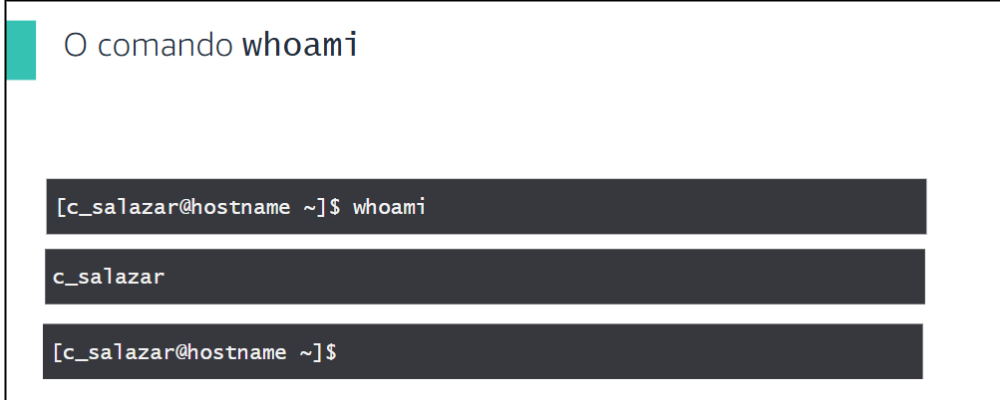 O comando whoami
[c_salazar@hostname ~]$ whoami
c_salazar
[c_salazar@hostname ~]$